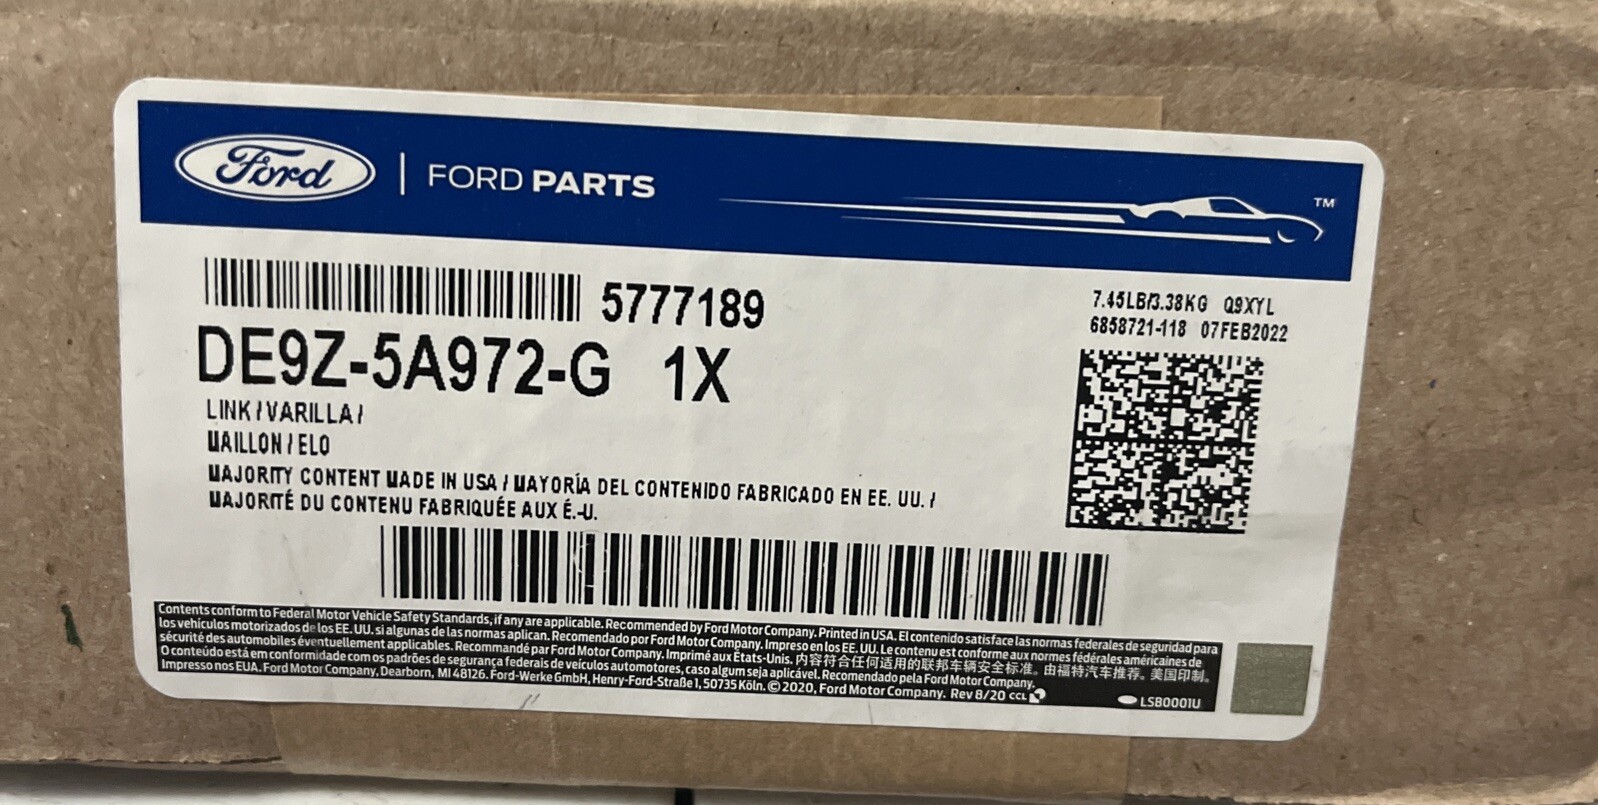 Ford | FORD PARTS
TM
5777189
7.45LB/3.38KG Q9XYL
6858721-118 07FEB2022
DE9Z-5A972-G 1X
LINK / VARILLA /
MAILLON / ELO
MAJORITY CONTENT MADE IN USA / MAYORÍA DEL CONTENIDO FABRICADO EN EE. UU. /
MAJORITÉ DU CONTENU FABRIQUÉE AUX É.-U.
Contents conform to Federal Motor Vehicle Safety Standards, if any are applicable. Recommended by Ford Motor Company. Printed in USA. El contenido satisface las normas federales de seguridad para
los vehículos motorizados de los EE. UU. si algunas de las normas aplican. Recomendado por Ford Motor Company. Impreso en los EE. UU. Le contenu est conforme aux normes fédérales américaines de
sécurité des automobiles éventuellement applicables. Recommandé par Ford Motor Company. Imprimé aux États-Unis. 内容符合任何适用的联邦车辆安全标准。由福特汽车推荐。美国印制。
O conteúdo está em conformidade com os padrões de segurança federais de veículos automotores, caso algum seja aplicável. Recomendado pela Ford Motor Company.
Impresso nos EUA. Ford Motor Company, Dearborn, MI 48126. Ford-Werke GmbH, Henry-Ford-Straße 1, 50735 Köln. © 2020, Ford Motor Company. Rev 8/20 CCL
LSB0001U